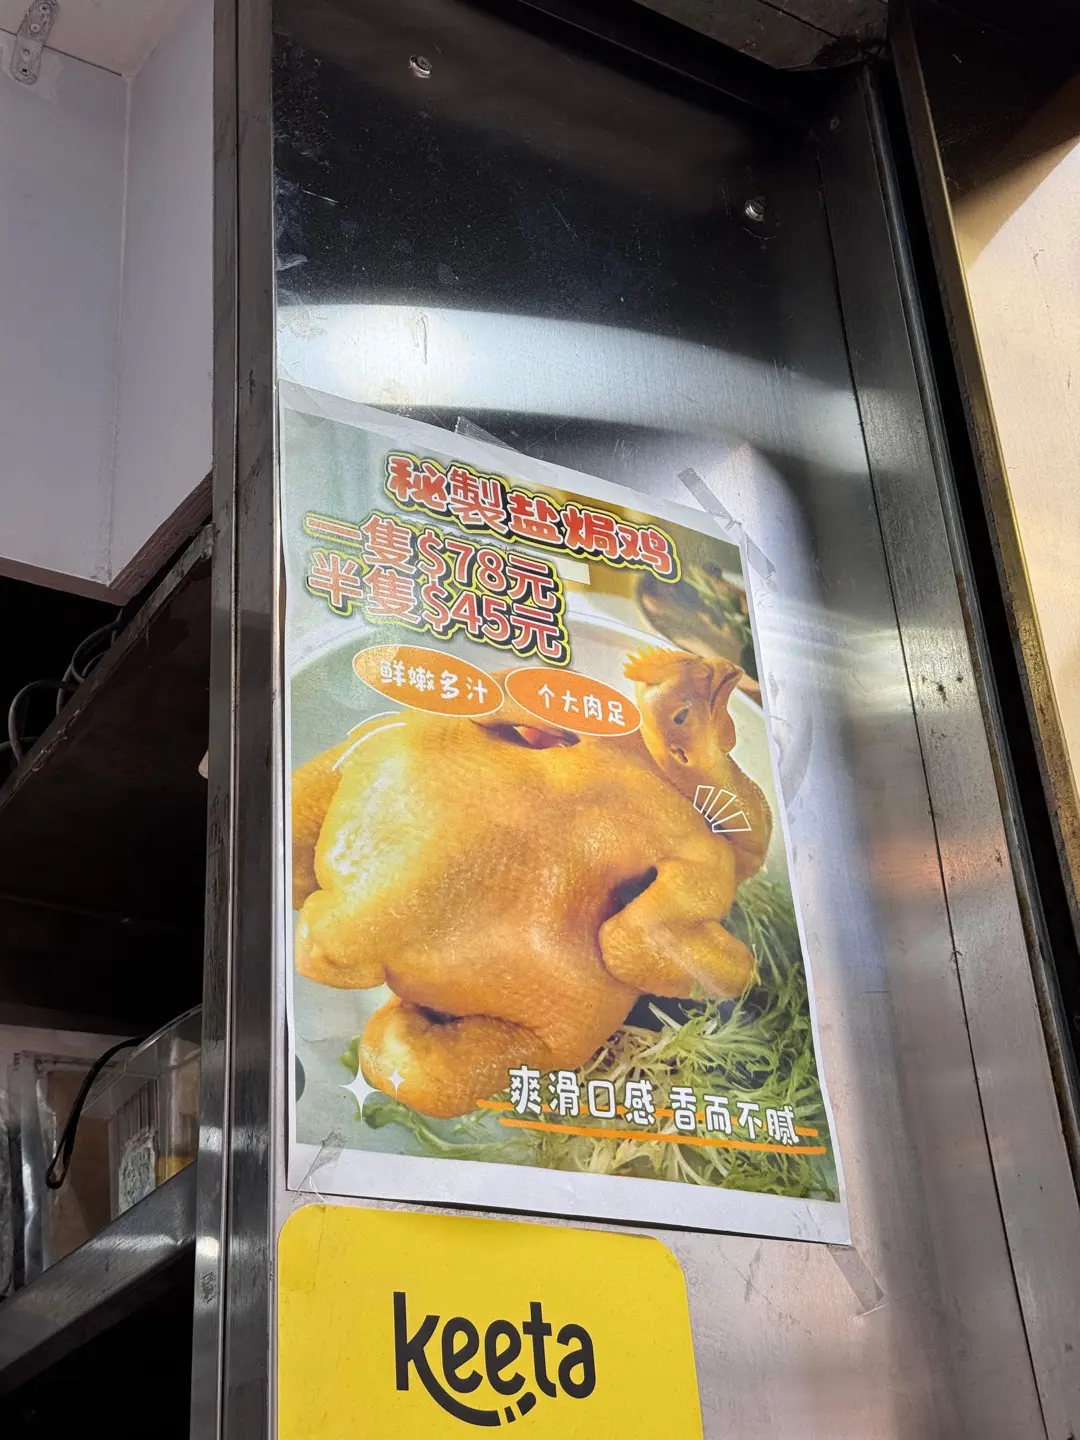 秘製盐焗鸡
一隻$78元
半隻$45元
鲜嫩多汁
个大肉足
爽滑口感 香而不腻
keeta